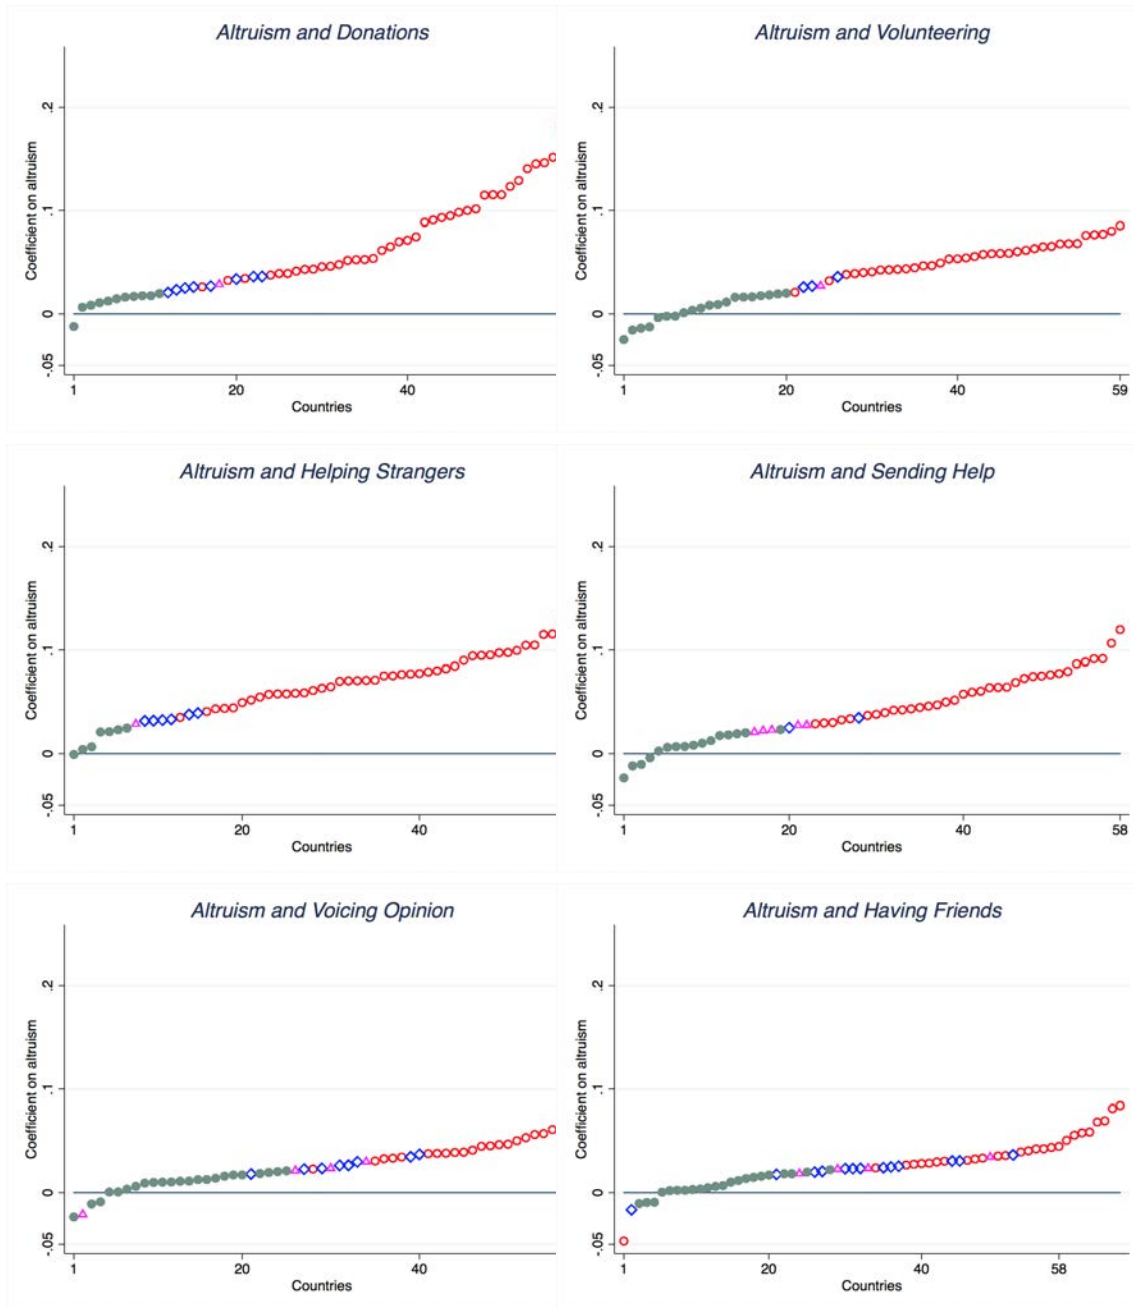 Altruism and Donations
Coefficient on altruism
.2
.1
0
-.05
1 20 40
Countries
Altruism and Volunteering
Coefficient on altruism
.2
.1
0
-.05
1 20 40 59
Countries
Altruism and Helping Strangers
Coefficient on altruism
.2
.1
0
-.05
1 20 40
Countries
Altruism and Sending Help
Coefficient on altruism
.2
.1
0
-.05
1 20 40 58
Countries
Altruism and Voicing Opinion
Coefficient on altruism
.2
.1
0
-.05
1 20 40
Countries
Altruism and Having Friends
Coefficient on altruism
.2
.1
0
-.05
1 20 40 58
Countries